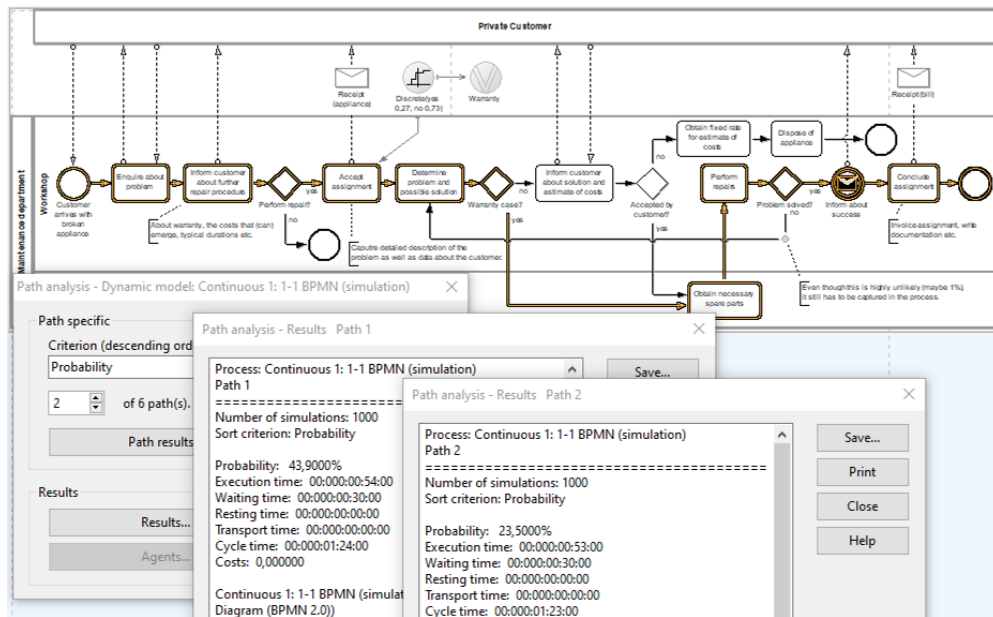 Private Customer
Receipt
(appliance)
Discrete(yes
0,27; no 0,73)
Warranty
Receipt(bill)
Maintenance department
Workshop
Customer
arrives with
broken
appliance
Enquire about
problem
Inform customer
about further
repair procedure
Perform repair?
yes
no
Accept
assignment
Determine
problem and
possible solution
Warranty case?
no
yes
Inform customer
about solution and
estimate of costs
Accepted by
customer?
no
yes
Obtain fixed rate
for estimate of
costs
Dispose of
appliance
Perform
repairs
Problem solved?
yes
no
Inform about
success
Conclude
assignment
About warranty, the costs that (can)
emerge, typical durations etc.
Caputre detailed description of the
problem as well as data about the customer.
Invoice assignment, write
documentation etc.
Obtain necessary
spare parts
Even though this is highly unlikely (maybe 1%),
it still has to be captured in the process.
Path analysis - Dynamic model: Continuous 1: 1-1 BPMN (simulation)
Path specific
Criterion (descending ord
Probability
2
of 6 path(s).
Path results
Results
Results...
Agents...
Path analysis - Results Path 1
Process: Continuous 1: 1-1 BPMN (simulation)
Path 1
======================
Number of simulations: 1000
Sort criterion: Probability
Probability: 43,9000%
Execution time: 00:000:00:54:00
Waiting time: 00:000:00:30:00
Resting time: 00:000:00:00:00
Transport time: 00:000:00:00:00
Cycle time: 00:000:01:24:00
Costs: 0,000000
Continuous 1: 1-1 BPMN (simulat
Diagram (BPMN 2.0))
Save...
Path analysis - Results Path 2
Process: Continuous 1: 1-1 BPMN (simulation)
Path 2
========================================
Number of simulations: 1000
Sort criterion: Probability
Probability: 23,5000%
Execution time: 00:000:00:53:00
Waiting time: 00:000:00:30:00
Resting time: 00:000:00:00:00
Transport time: 00:000:00:00:00
Cycle time: 00:000:01:23:00
Save...
Print
Close
Help